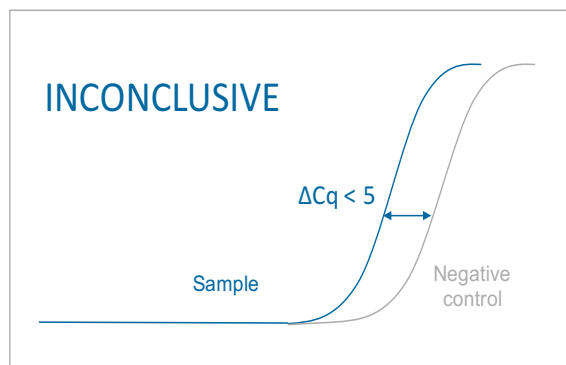 INCONCLUSIVE
ΔCq < 5
Sample
Negative
control